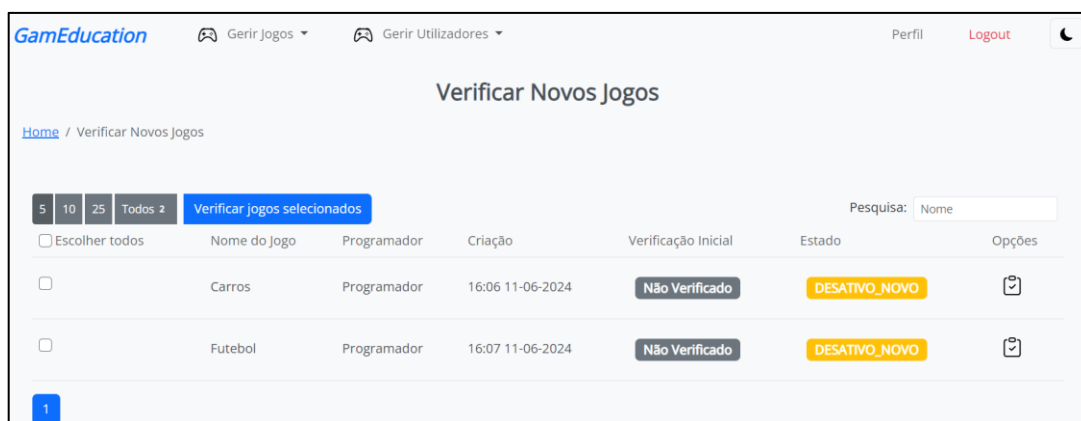 GamEducation Gerir Jogos Gerir Utilizadores Perfil Logout
Verificar Novos Jogos
Home / Verificar Novos Jogos
5 10 25 Todos 2 Verificar jogos selecionados Pesquisa: Nome
Escolher todos Nome do Jogo Programador Criação Verificação Inicial Estado Opções
Carros Programador 16:06 11-06-2024 Não Verificado DESATIVO_NOVO
Futebol Programador 16:07 11-06-2024 Não Verificado DESATIVO_NOVO
1